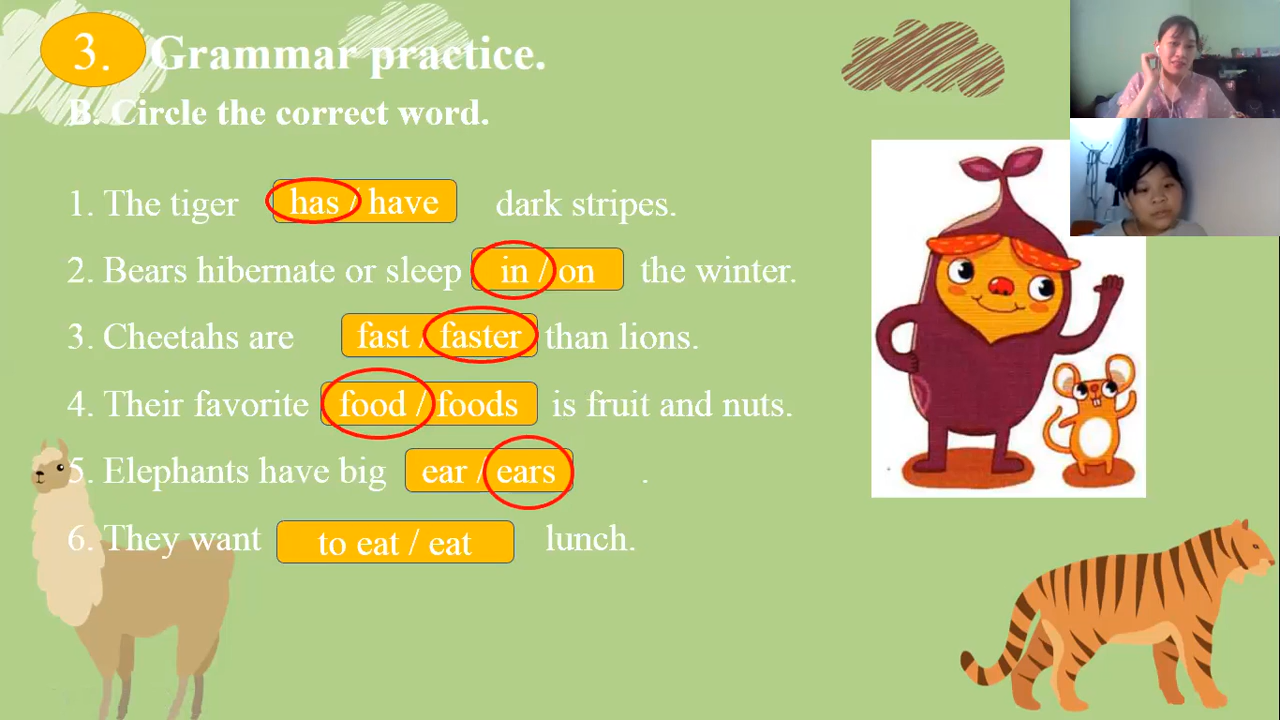 3. Grammar practice.
B. Circle the correct word.
1. The tiger has / have dark stripes.
2. Bears hibernate or sleep in / on the winter.
3. Cheetahs are fast / faster than lions.
4. Their favorite food / foods is fruit and nuts.
5. Elephants have big ear / ears .
6. They want to eat / eat lunch.